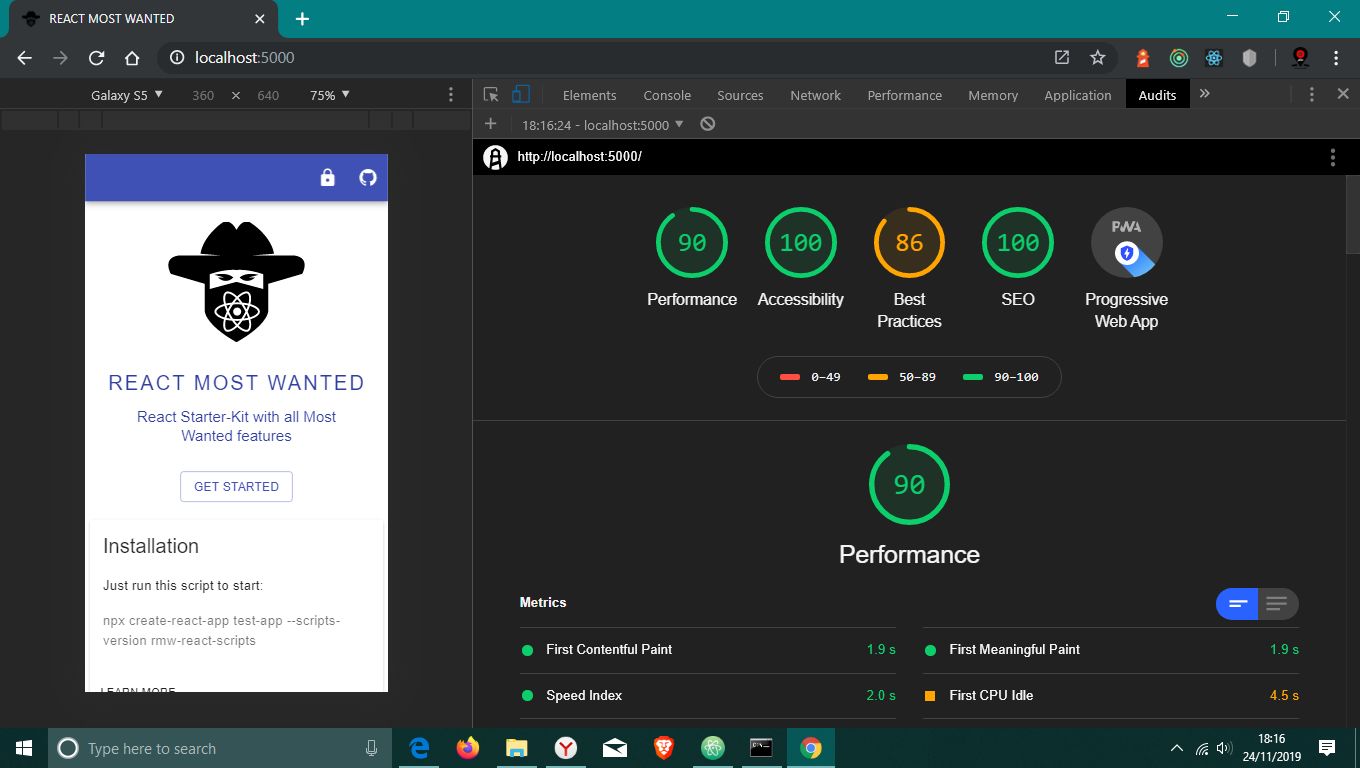 REACT MOST WANTED
localhost:5000
Galaxy S5 360 × 640 75%
Elements Console Sources Network Performance Memory Application Audits
18:16:24 - localhost:5000
http://localhost:5000/
90 100 86 100 PWA
Performance Accessibility Best Practices SEO Progressive Web App
0–49 50–89 90–100
90
Performance
Metrics
First Contentful Paint 1.9 s
First Meaningful Paint 1.9 s
Speed Index 2.0 s
First CPU Idle 4.5 s
REACT MOST WANTED
React Starter-Kit with all Most
Wanted features
GET STARTED
Installation
Just run this script to start:
npx create-react-app test-app --scripts-
version rmw-react-scripts
LEARN MORE
Type here to search
18:16
24/11/2019